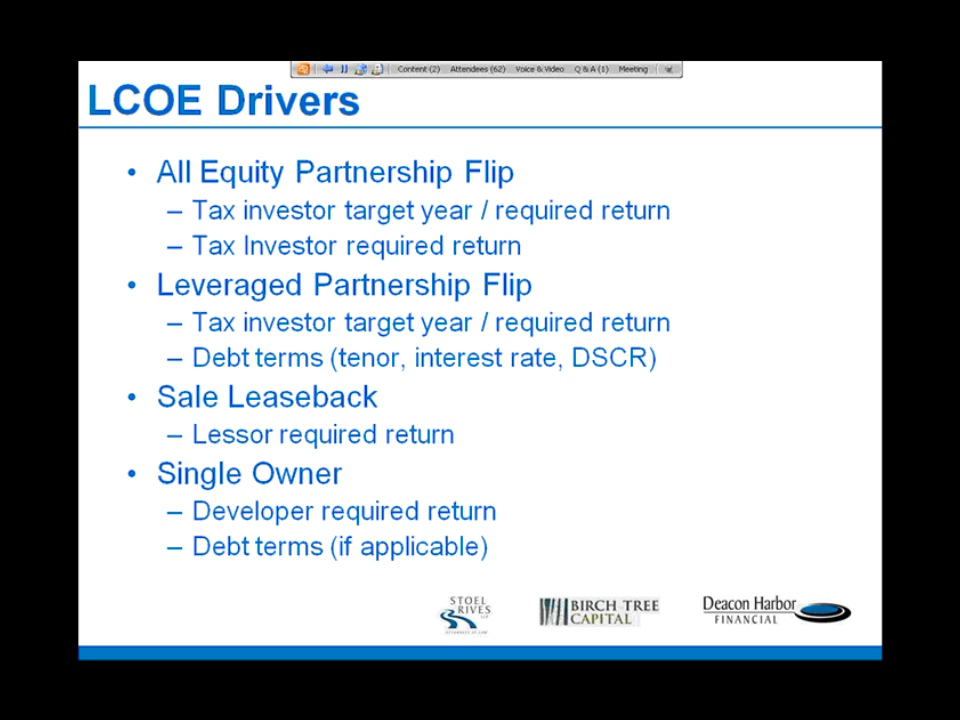 Content (2) Attendees (62) Voice & Video Q & A (1) Meeting
LCOE Drivers
• All Equity Partnership Flip
– Tax investor target year / required return
– Tax Investor required return
• Leveraged Partnership Flip
– Tax investor target year / required return
– Debt terms (tenor, interest rate, DSCR)
• Sale Leaseback
– Lessor required return
• Single Owner
– Developer required return
– Debt terms (if applicable)
STOEL
RIVES
LLP
ATTORNEYS AT LAW
BIRCH TREE
CAPITAL
Deacon Harbor
FINANCIAL